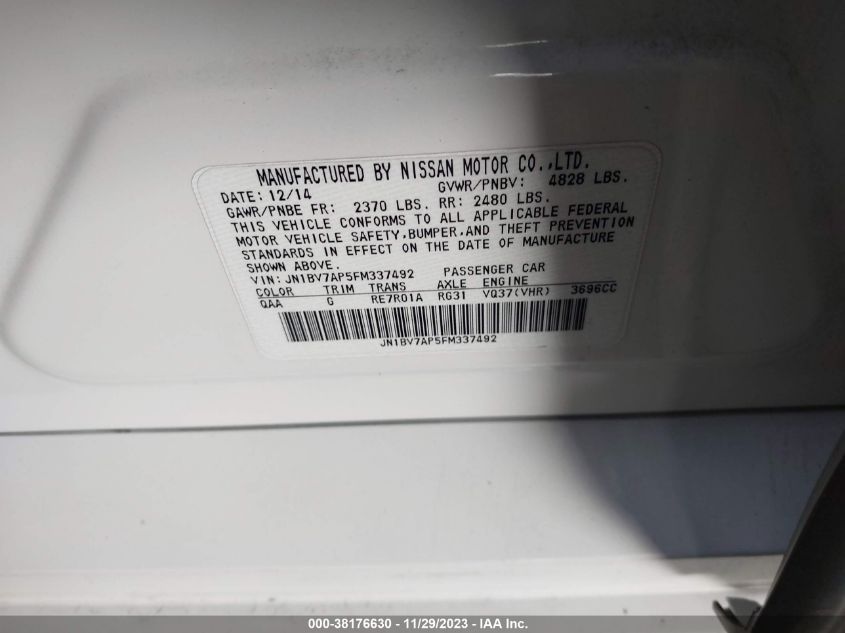 MANUFACTURED BY NISSAN MOTOR CO.,LTD.
DATE: 12/14 GVWR/PNBV: 4828 LBS.
GAWR/PNBE FR: 2370 LBS. RR: 2480 LBS.
THIS VEHICLE CONFORMS TO ALL APPLICABLE FEDERAL
MOTOR VEHICLE SAFETY,BUMPER,AND THEFT PREVENTION
STANDARDS IN EFFECT ON THE DATE OF MANUFACTURE
SHOWN ABOVE.
VIN: JN1BV7AP5FM337492 PASSENGER CAR
COLOR TRIM TRANS AXLE ENGINE
QAA G RE7R01A RG31 VQ37(VHR) 3696CC
JN1BV7AP5FM337492
000-38176630 - 11/29/2023 - IAA Inc.